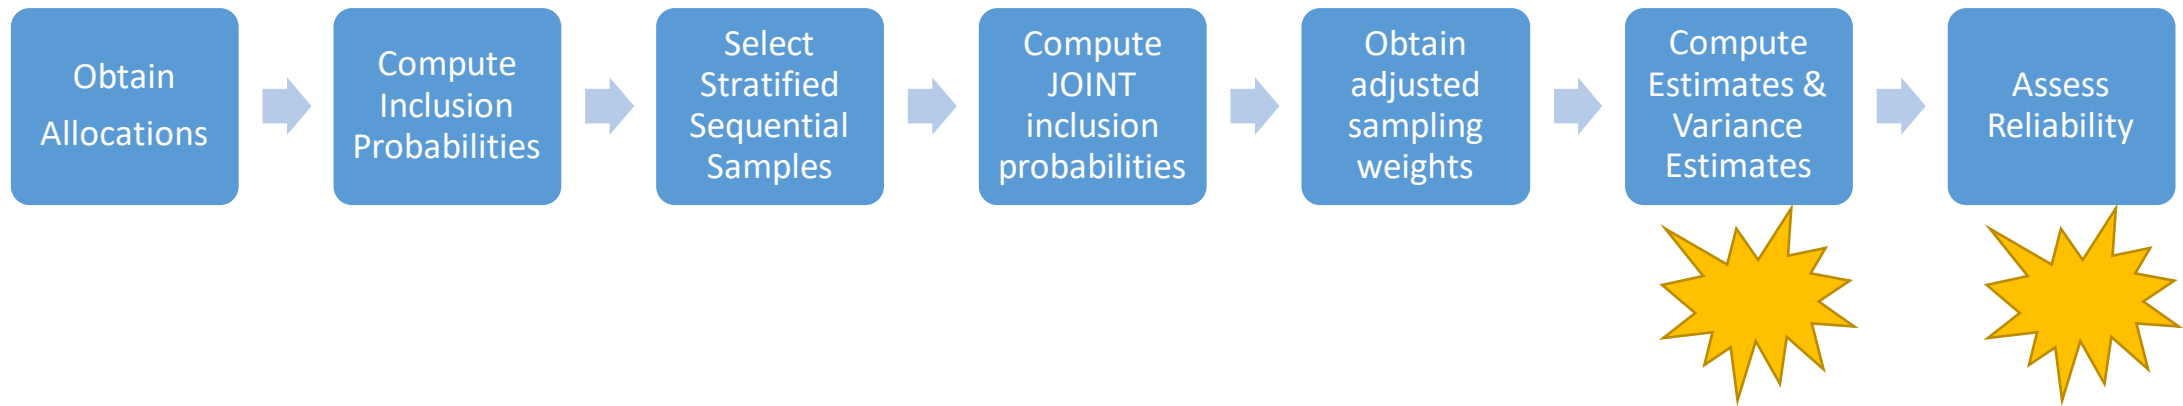 Obtain
Allocations
Compute
Inclusion
Probabilities
Select
Stratified
Sequential
Samples
Compute
JOINT
inclusion
probabilities
Obtain
adjusted
sampling
weights
Compute
Estimates &
Variance
Estimates
Assess
Reliability